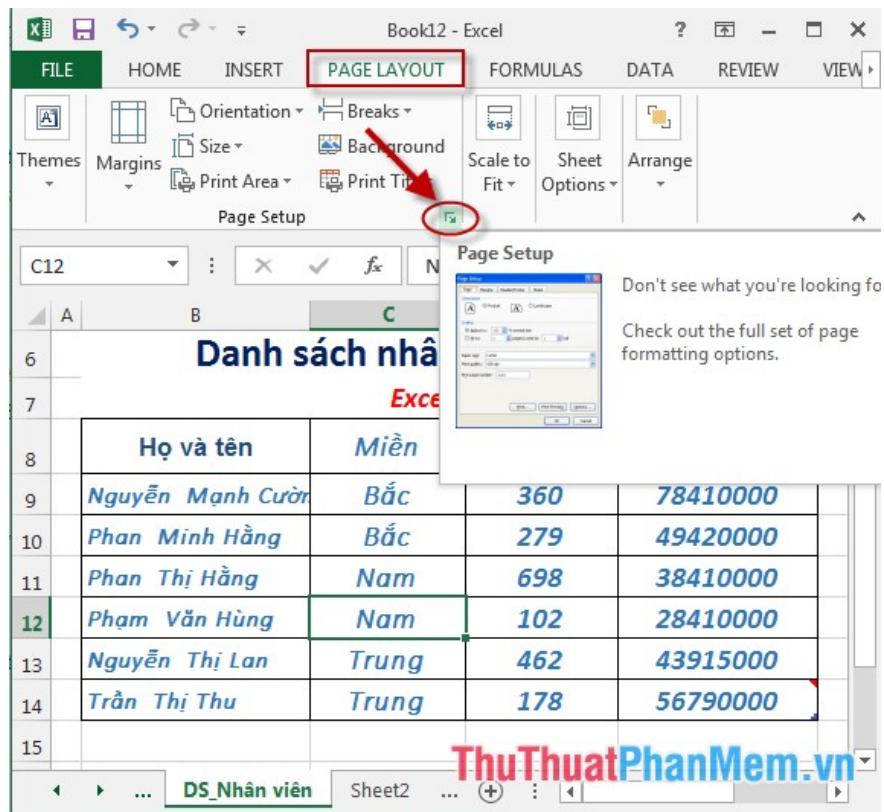 Book12 - Excel
FILE HOME INSERT PAGE LAYOUT FORMULAS DATA REVIEW VIEW
Orientation Breaks
Size Background
Themes Margins Scale to Sheet Arrange
Print Area Print Fit Options
Page Setup
C12 fx N
Page Setup
Don't see what you're looking fo
Check out the full set of page
formatting options.
A B C
6 Danh sách nhâ
7 Exce
8 Họ và tên Miền
9 Nguyễn Mạnh Cườn Bắc 360 78410000
10 Phan Minh Hằng Bắc 279 49420000
11 Phan Thị Hằng Nam 698 38410000
12 Phạm Văn Hùng Nam 102 28410000
13 Nguyễn Thị Lan Trung 462 43915000
14 Trần Thị Thu Trung 178 56790000
15
ThuThuatPhanMem.vn
... DS_Nhân viên Sheet2 ...